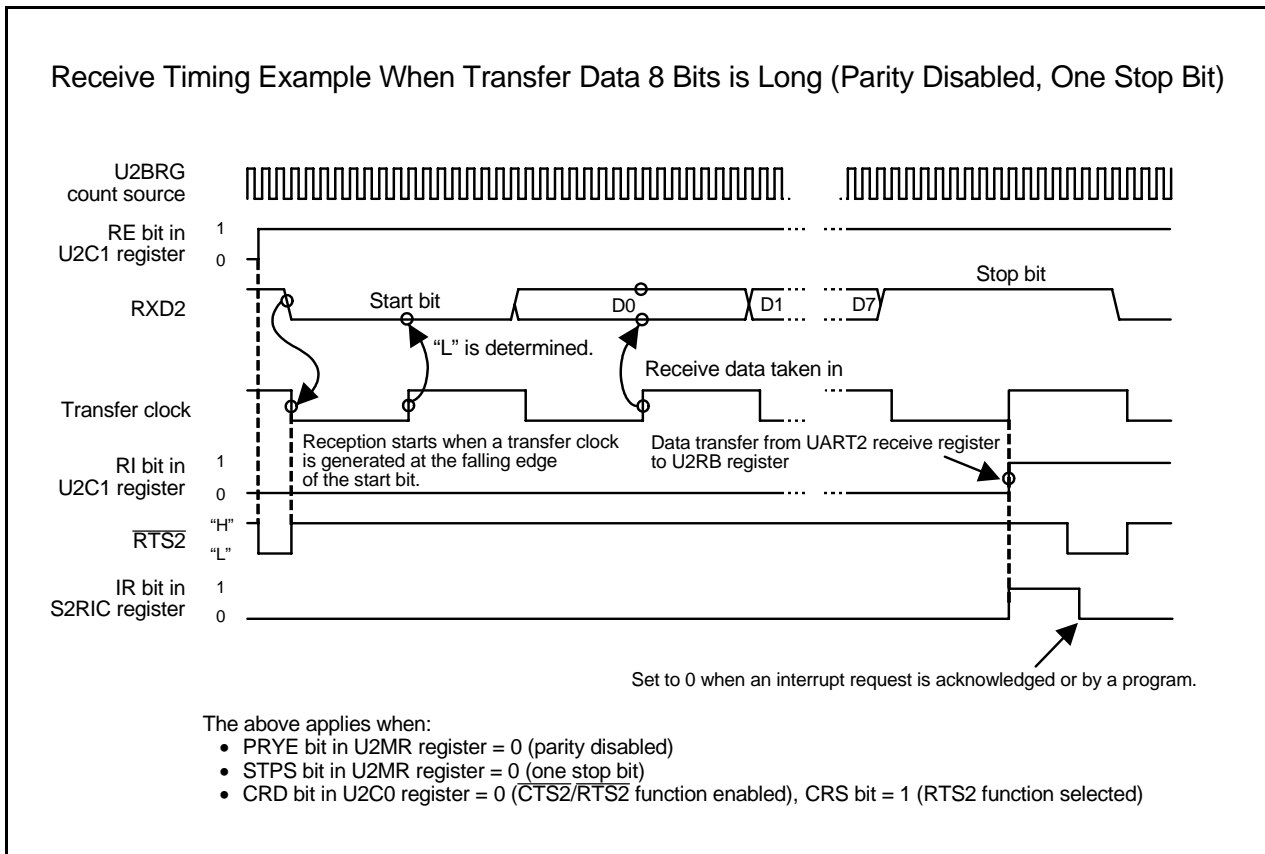 Receive Timing Example When Transfer Data 8 Bits is Long (Parity Disabled, One Stop Bit)
U2BRG
count source
RE bit in
U2C1 register
1
0
RXD2
Start bit
D0
D1
D7
Stop bit
“L” is determined.
Receive data taken in
Transfer clock
Reception starts when a transfer clock
is generated at the falling edge
of the start bit.
Data transfer from UART2 receive register
to U2RB register
RI bit in
U2C1 register
1
0
RTS2
“H”
“L”
IR bit in
S2RIC register
1
0
Set to 0 when an interrupt request is acknowledged or by a program.
The above applies when:
• PRYE bit in U2MR register = 0 (parity disabled)
• STPS bit in U2MR register = 0 (one stop bit)
• CRD bit in U2C0 register = 0 (CTS2/RTS2 function enabled), CRS bit = 1 (RTS2 function selected)